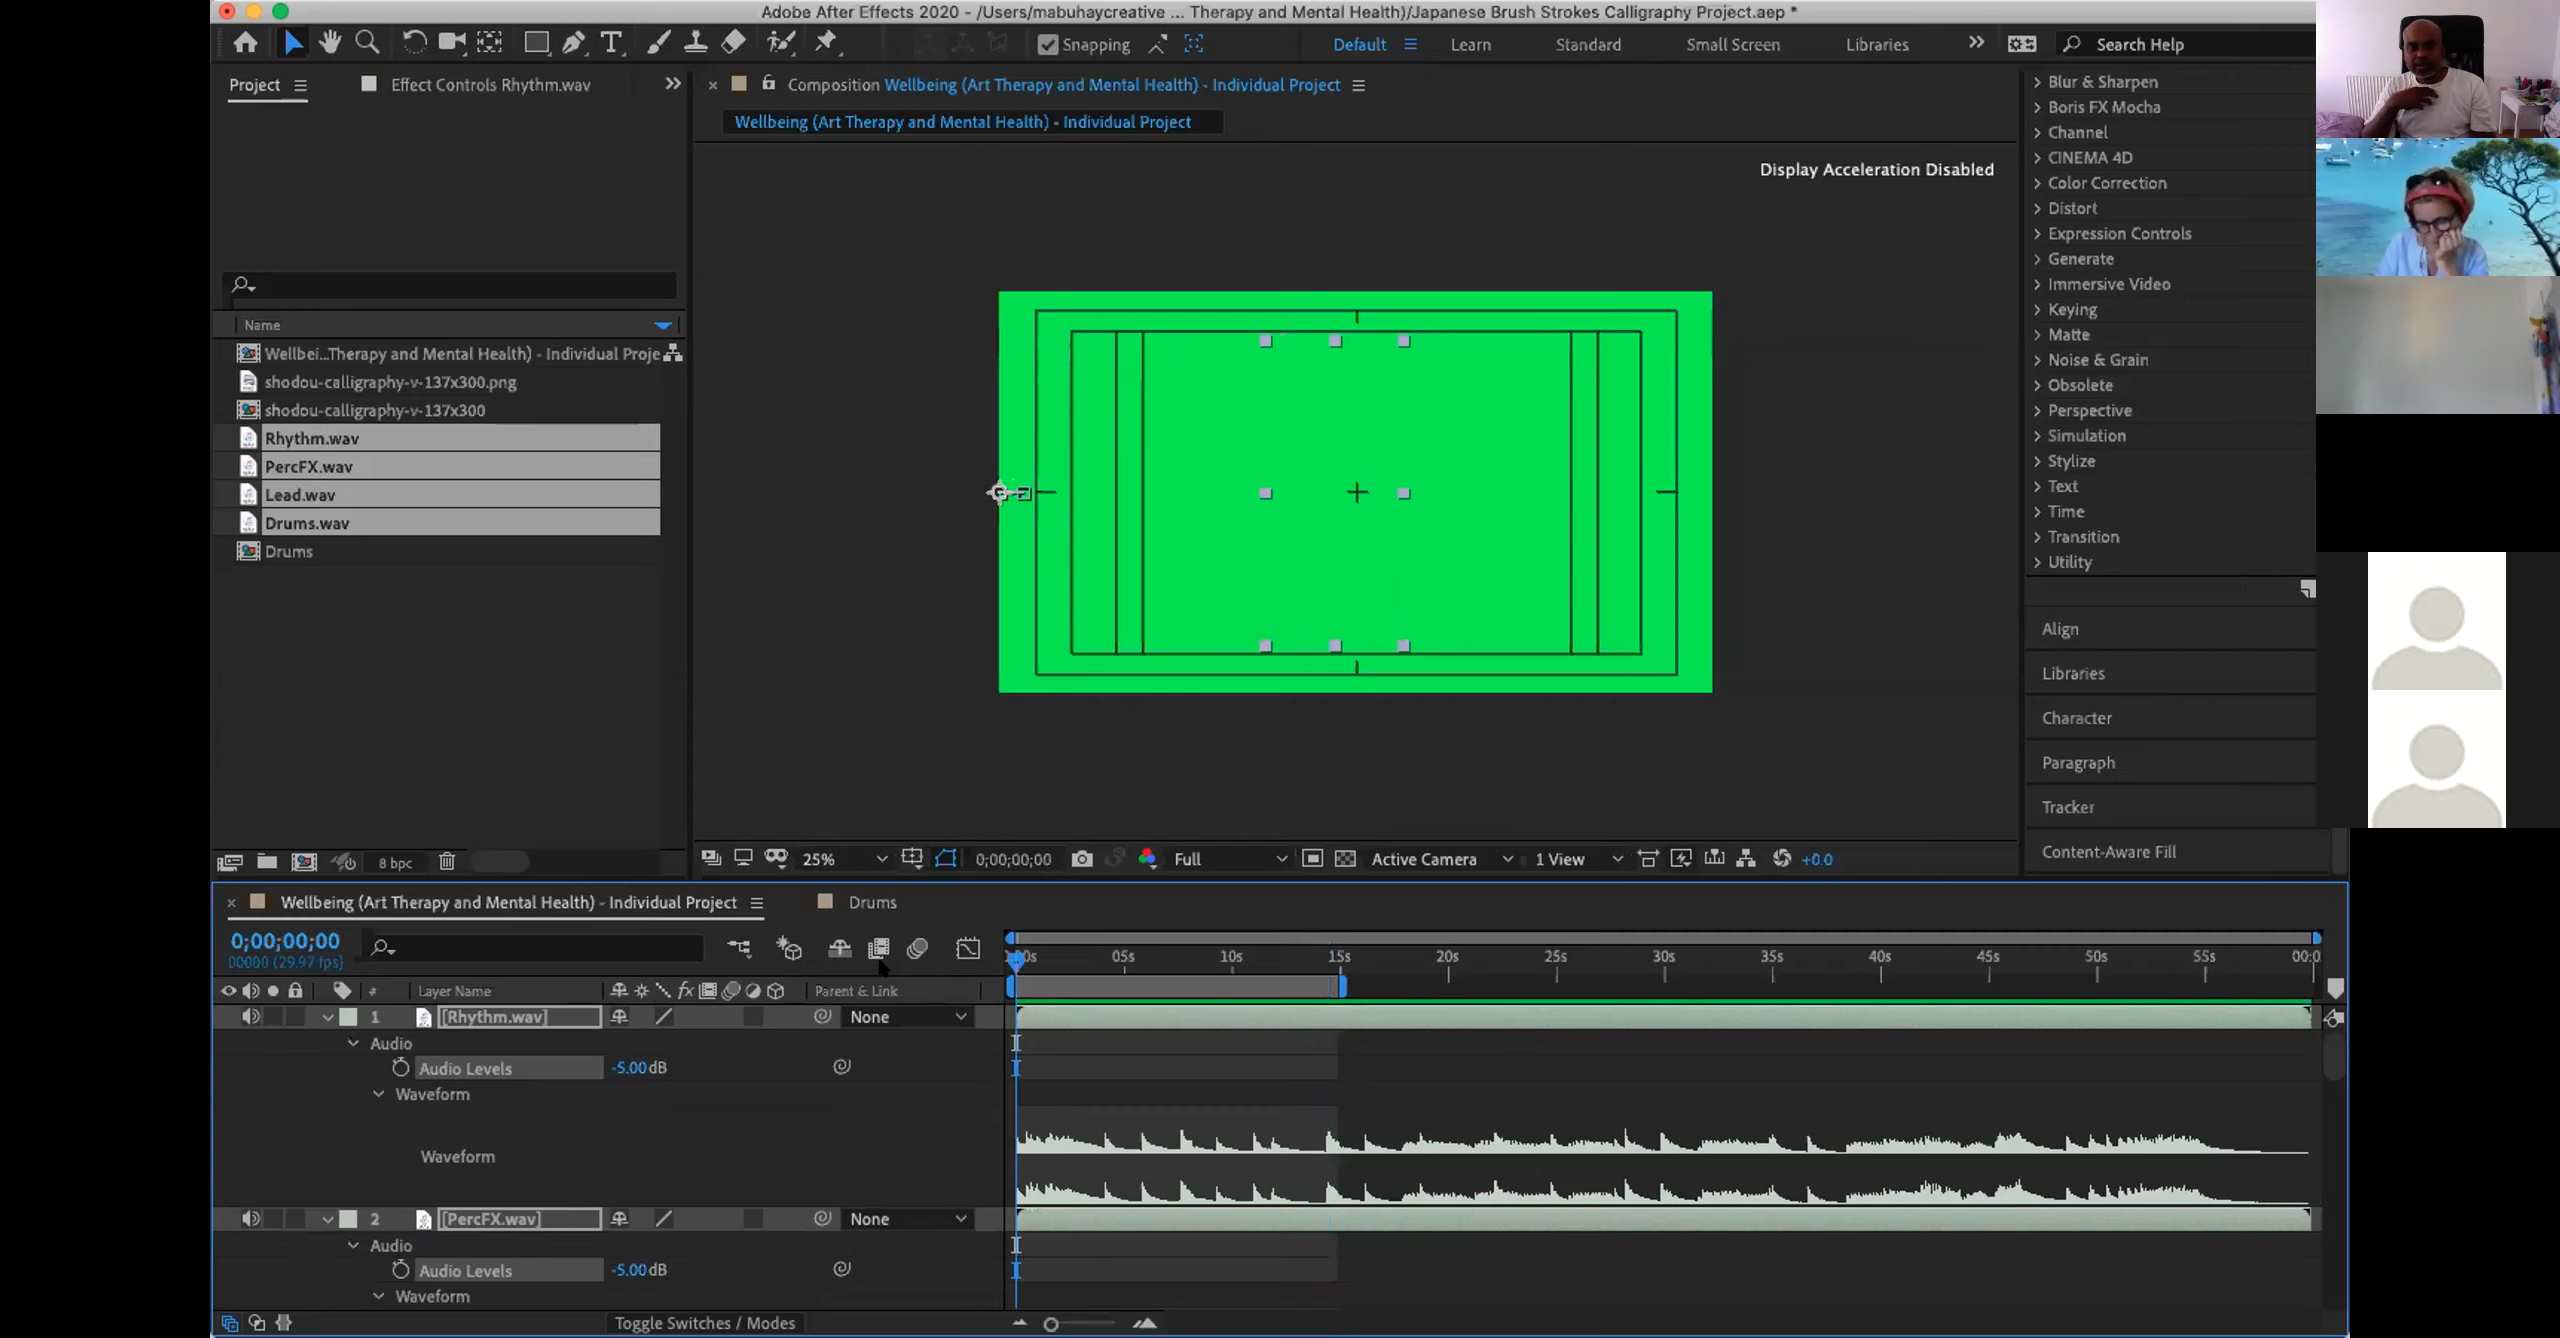 Adobe After Effects 2020 - /Users/mabuhaycreative ... Therapy and Mental Health)/Japanese Brush Strokes Calligraphy Project.aep *
Snapping
Default
Learn
Standard
Small Screen
Libraries
Search Help
Project
Effect Controls Rhythm.wav
Composition Wellbeing (Art Therapy and Mental Health) - Individual Project
Wellbeing (Art Therapy and Mental Health) - Individual Project
Display Acceleration Disabled
Name
Wellbei...Therapy and Mental Health) - Individual Proje
shodou-calligraphy-v-137x300.png
shodou-calligraphy-v-137x300
Rhythm.wav
PercFX.wav
Lead.wav
Drums.wav
Drums
8 bpc
25%
0;00;00;00
Full
Active Camera
1 View
+0.0
Blur & Sharpen
Boris FX Mocha
Channel
CINEMA 4D
Color Correction
Distort
Expression Controls
Generate
Immersive Video
Keying
Matte
Noise & Grain
Obsolete
Perspective
Simulation
Stylize
Text
Time
Transition
Utility
Align
Libraries
Character
Paragraph
Tracker
Content-Aware Fill
Wellbeing (Art Therapy and Mental Health) - Individual Project
Drums
0;00;00;00
00000 (29.97 fps)
05s 10s 15s 20s 25s 30s 35s 40s 45s 50s 55s 00:0
# Layer Name fx Parent & Link
1 [Rhythm.wav] None
Audio
Audio Levels -5.00 dB
Waveform
Waveform
2 [PercFX.wav] None
Audio
Audio Levels -5.00 dB
Waveform
Toggle Switches / Modes